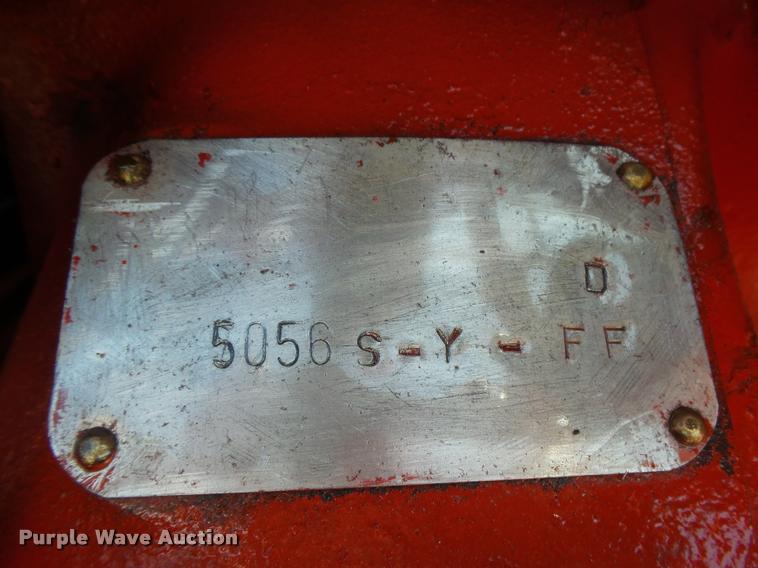 D
5056 S-Y - FF
Purple Wave Auction